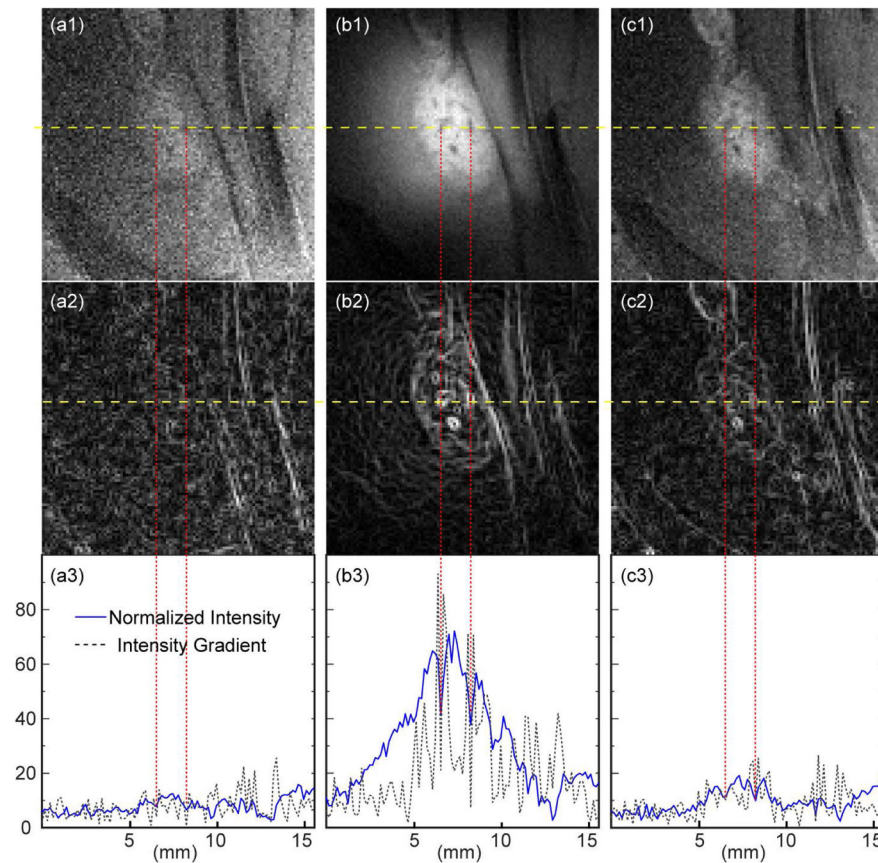 (a1) (b1) (c1)
(a2) (b2) (c2)
(a3) (b3) (c3)
80
Normalized Intensity
Intensity Gradient
60
40
20
0
5 10 15 5 10 15 5 10 15
(mm) (mm) (mm)